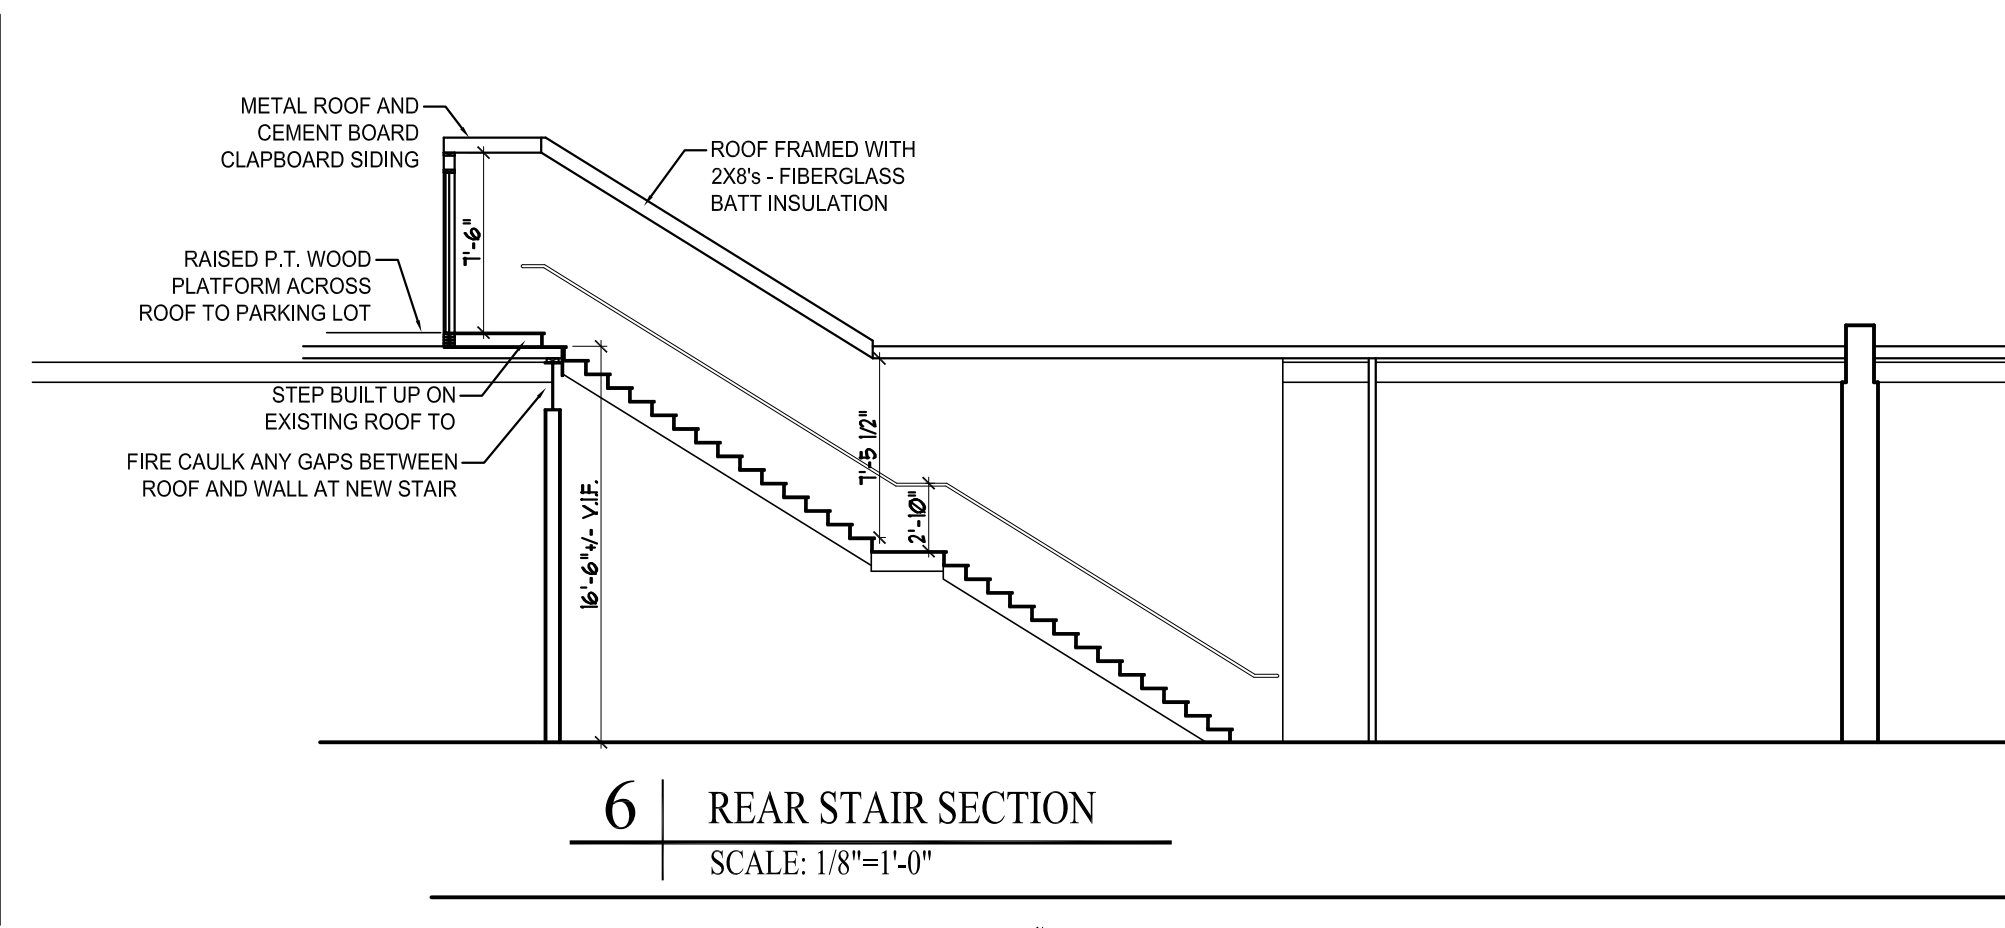 METAL ROOF AND
CEMENT BOARD
CLAPBOARD SIDING
ROOF FRAMED WITH
2X8's - FIBERGLASS
BATT INSULATION
7'-6"
RAISED P.T. WOOD
PLATFORM ACROSS
ROOF TO PARKING LOT
STEP BUILT UP ON
EXISTING ROOF TO
FIRE CAULK ANY GAPS BETWEEN
ROOF AND WALL AT NEW STAIR
16'-6"+/- V.I.F.
7'-5 1/2"
2'-10"
6
REAR STAIR SECTION
SCALE: 1/8"=1'-0"